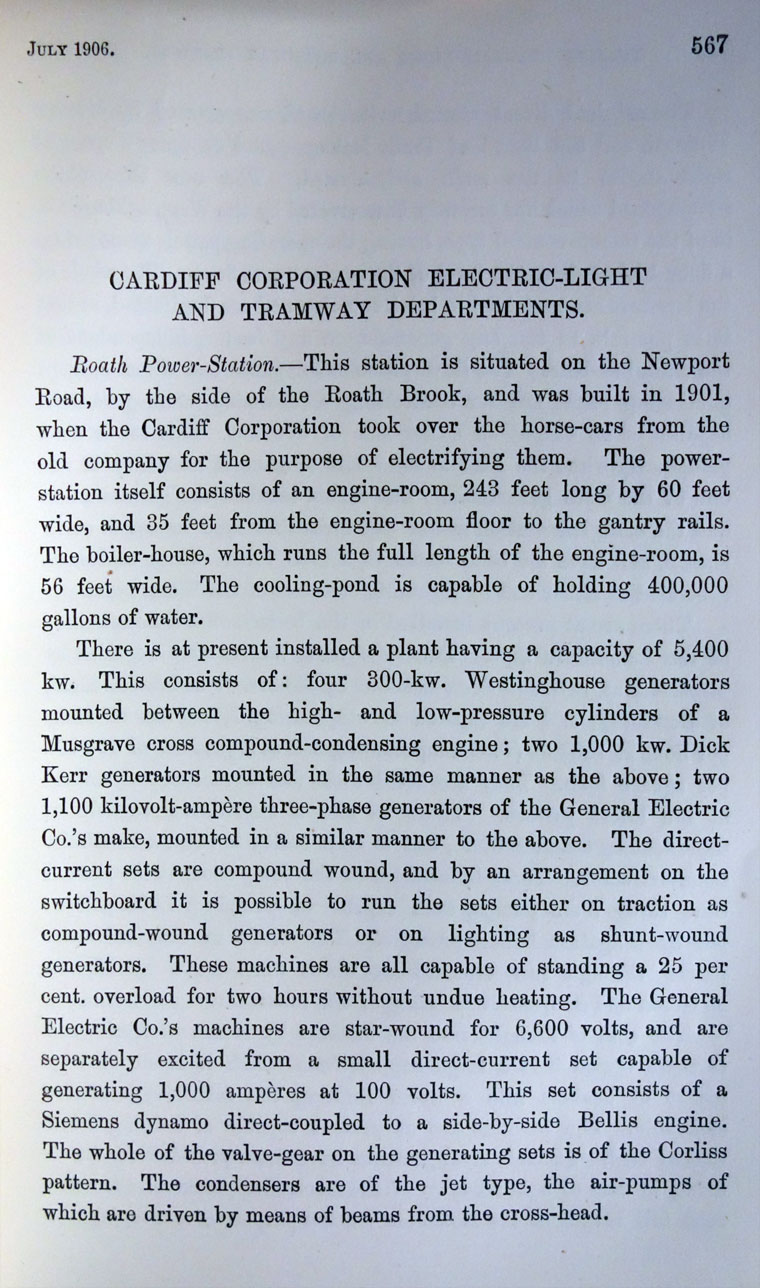 JULY 1906.
567
CARDIFF CORPORATION ELECTRIC-LIGHT
AND TRAMWAY DEPARTMENTS.
Roath Power-Station.—This station is situated on the Newport
Road, by the side of the Roath Brook, and was built in 1901,
when the Cardiff Corporation took over the horse-cars from the
old company for the purpose of electrifying them. The power-
station itself consists of an engine-room, 243 feet long by 60 feet
wide, and 35 feet from the engine-room floor to the gantry rails.
The boiler-house, which runs the full length of the engine-room, is
56 feet wide. The cooling-pond is capable of holding 400,000
gallons of water.
There is at present installed a plant having a capacity of 5,400
kw. This consists of: four 300-kw. Westinghouse generators
mounted between the high- and low-pressure cylinders of a
Musgrave cross compound-condensing engine; two 1,000 kw. Dick
Kerr generators mounted in the same manner as the above; two
1,100 kilovolt-ampère three-phase generators of the General Electric
Co.'s make, mounted in a similar manner to the above. The direct-
current sets are compound wound, and by an arrangement on the
switchboard it is possible to run the sets either on traction as
compound-wound generators or on lighting as shunt-wound
generators. These machines are all capable of standing a 25 per
cent. overload for two hours without undue heating. The General
Electric Co.'s machines are star-wound for 6,600 volts, and are
separately excited from a small direct-current set capable of
generating 1,000 ampères at 100 volts. This set consists of a
Siemens dynamo direct-coupled to a side-by-side Bellis engine.
The whole of the valve-gear on the generating sets is of the Corliss
pattern. The condensers are of the jet type, the air-pumps of
which are driven by means of beams from the cross-head.